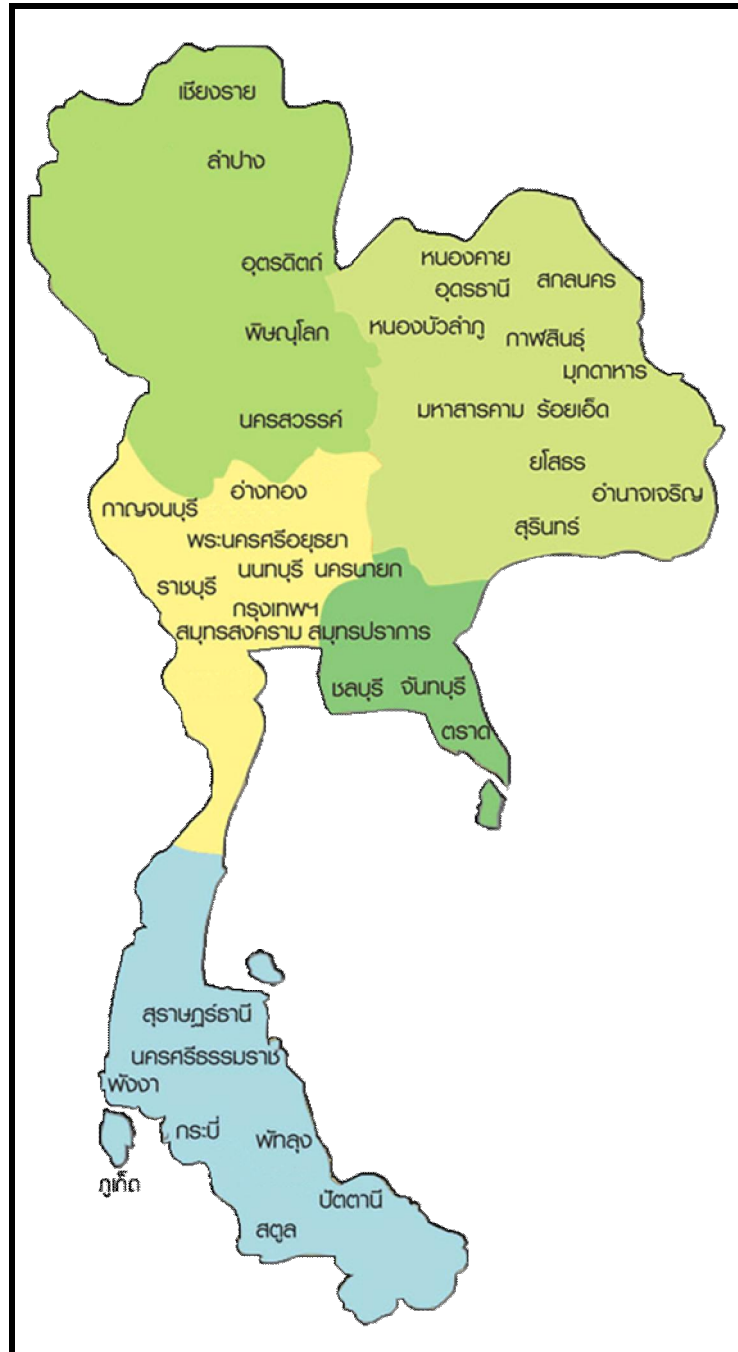 เชียงราย
ลำปาง
อุตรดิตถ์
พิษณุโลก
นครสวรรค์
หนองคาย
อุดรธานี
สกลนคร
หนองบัวลำภู
กาฬสินธุ์
มุกดาหาร
มหาสารคาม ร้อยเอ็ด
ยโสธร
อำนาจเจริญ
สุรินทร์
อ่างทอง
กาญจนบุรี
พระนครศรีอยุธยา
นนทบุรี นครนายก
ราชบุรี
กรุงเทพฯ
สมุทรสงคราม สมุทรปราการ
ชลบุรี จันทบุรี
ตราด
สุราษฎร์ธานี
นครศรีธรรมราช
พังงา
กระบี่
พัทลุง
ภูเก็ต
ปัตตานี
สตูล